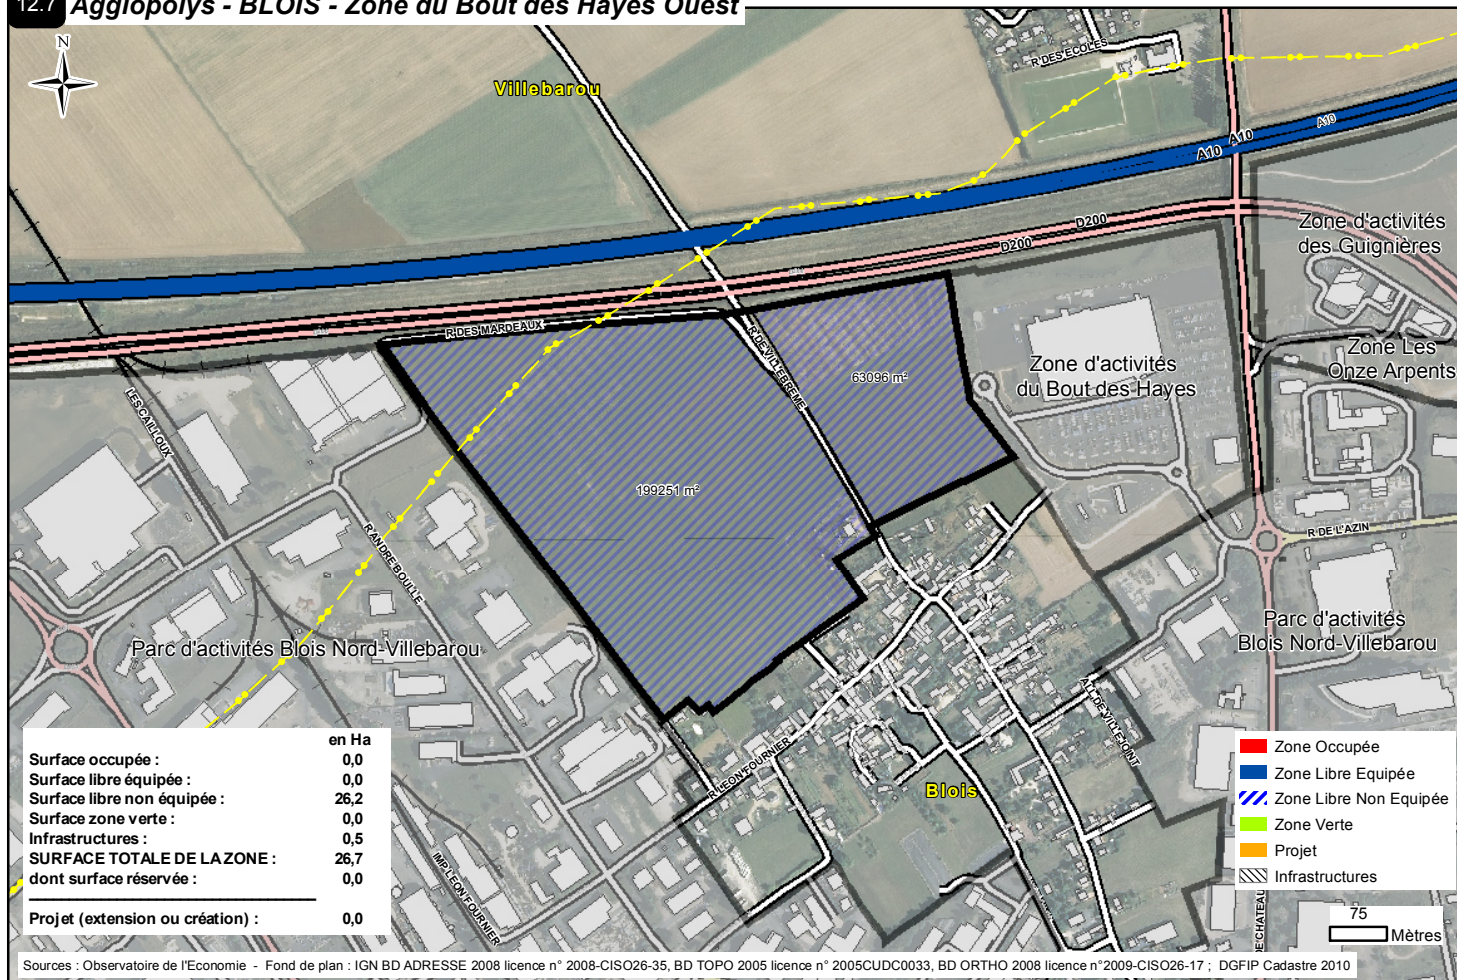 12.7 Agglopolys - BLOIS - Zone du Bout des Hayes Ouest
N
Villebarou
R DES ECOLES
A10
A10
A10
D200
D200
Zone d'activités
des Guignières
R DES MARDEAUX
R DE VILLEBREME
63096 m²
Zone d'activités
du Bout des Hayes
Zone Les
Onze Arpents
LES CAILLOUX
199251 m²
R ANDRE BOULLE
R DE L'AZIN
Parc d'activités Blois Nord-Villebarou
Parc d'activités
Blois Nord-Villebarou
ALL DE VILLEJOINT
R LEON FOURNIER
Blois
IMP LEON FOURNIER
en Ha
Surface occupée : 0,0
Surface libre équipée : 0,0
Surface libre non équipée : 26,2
Surface zone verte : 0,0
Infrastructures : 0,5
SURFACE TOTALE DE LA ZONE : 26,7
dont surface réservée : 0,0
Projet (extension ou création) : 0,0
Zone Occupée
Zone Libre Equipée
Zone Libre Non Equipée
Zone Verte
Projet
Infrastructures
75
Mètres
Sources : Observatoire de l'Economie - Fond de plan : IGN BD ADRESSE 2008 licence n° 2008-CISO26-35, BD TOPO 2005 licence n° 2005CUDC0033, BD ORTHO 2008 licence n°2009-CISO26-17 ; DGFIP Cadastre 2010